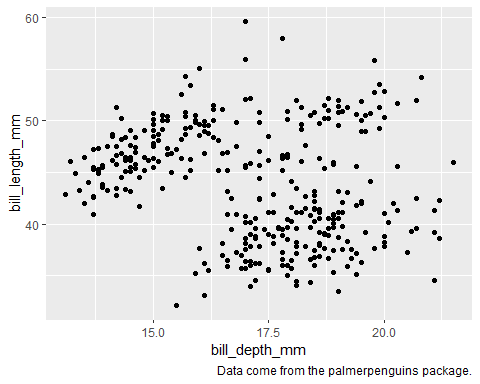 60
50
40
bill_length_mm
15.0 17.5 20.0
bill_depth_mm
Data come from the palmerpenguins package.